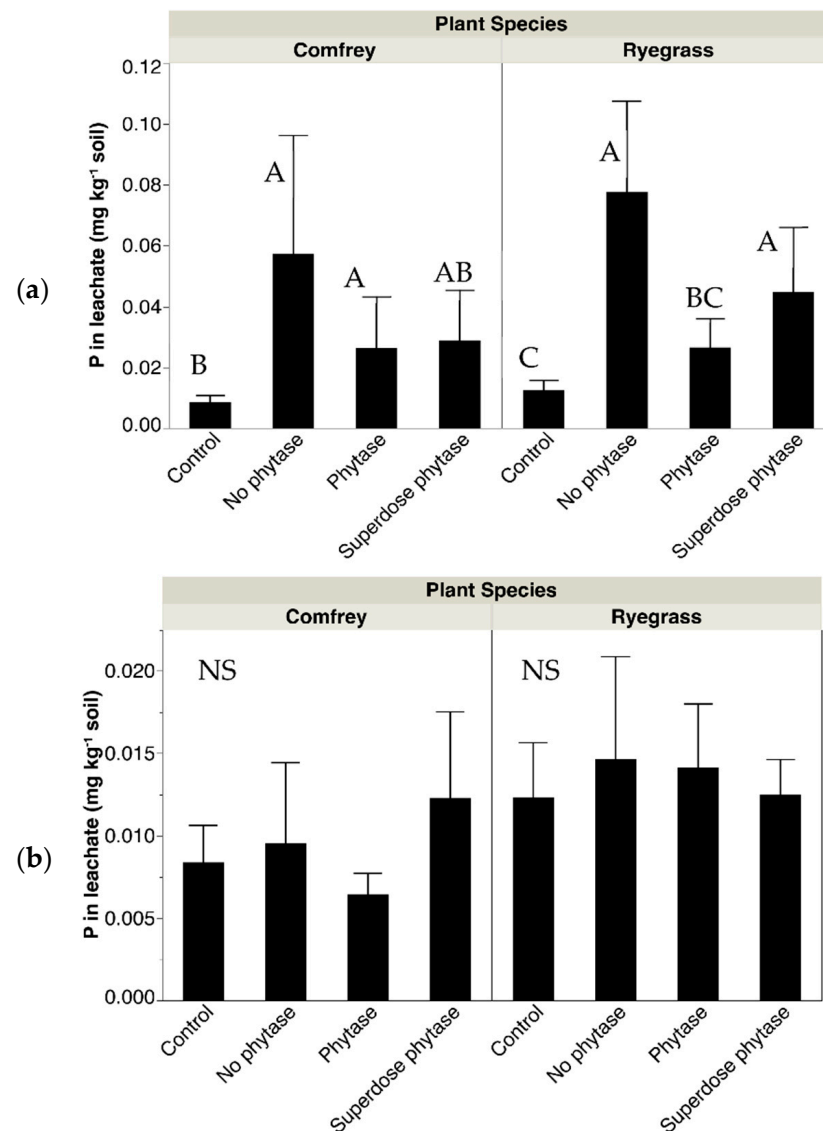 Plant Species
Comfrey Ryegrass
(a)
P in leachate (mg kg⁻¹ soil)
0.12
0.10
0.08
0.06
0.04
0.02
0.00
B A A AB C A BC A
Control No phytase Phytase Superdose phytase Control No phytase Phytase Superdose phytase
Plant Species
Comfrey Ryegrass
(b)
P in leachate (mg kg⁻¹ soil)
0.020
0.015
0.010
0.005
0.000
NS NS
Control No phytase Phytase Superdose phytase Control No phytase Phytase Superdose phytase